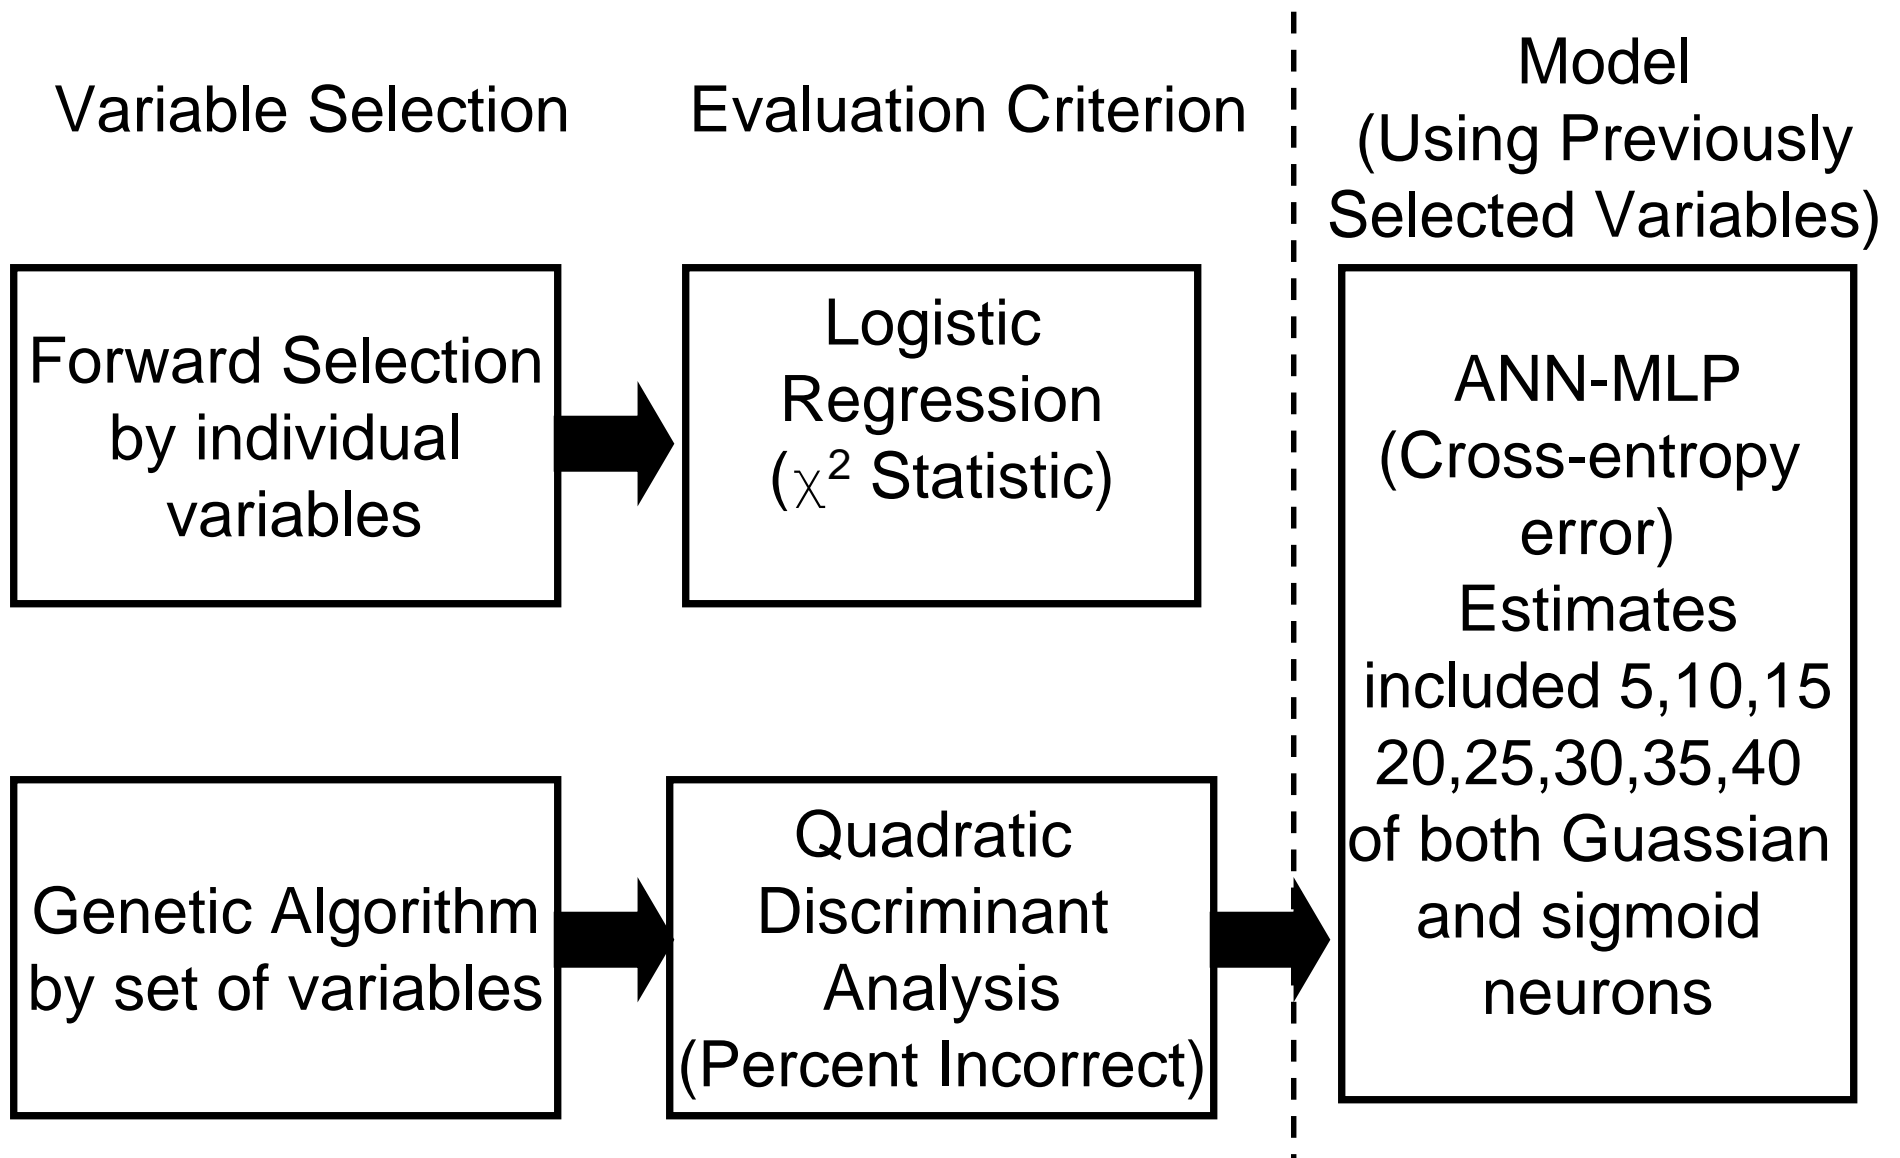 Variable Selection
Evaluation Criterion
Model
(Using Previously
Selected Variables)
Forward Selection
by individual
variables
Logistic
Regression
(χ² Statistic)
ANN-MLP
(Cross-entropy
error)
Estimates
included 5,10,15
20,25,30,35,40
of both Guassian
and sigmoid
neurons
Genetic Algorithm
by set of variables
Quadratic
Discriminant
Analysis
(Percent Incorrect)